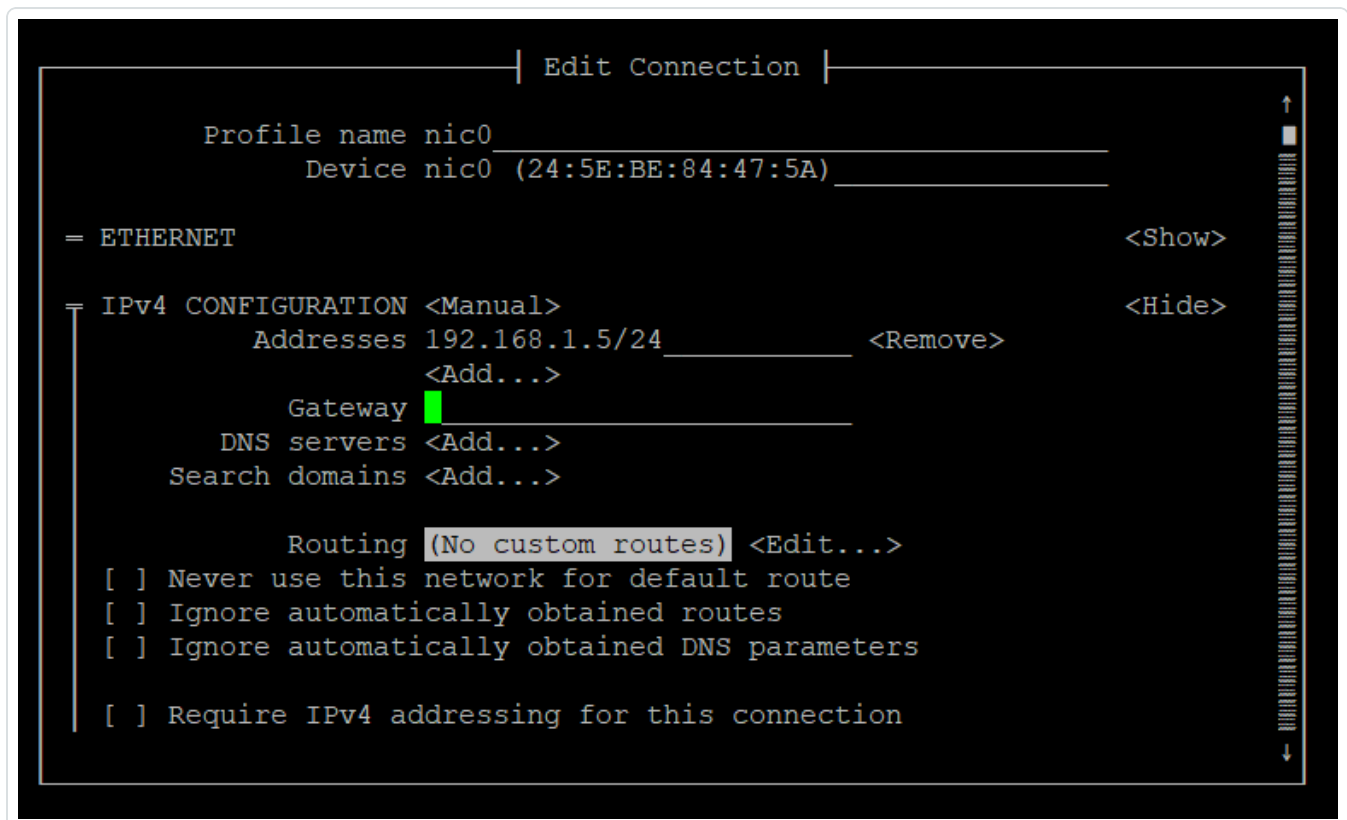 Edit Connection
Profile name nic0
Device nic0 (24:5E:BE:84:47:5A)
= ETHERNET <Show>
IPv4 CONFIGURATION <Manual> <Hide>
Addresses 192.168.1.5/24 <Remove>
<Add...>
Gateway
DNS servers <Add...>
Search domains <Add...>
Routing (No custom routes) <Edit...>
[ ] Never use this network for default route
[ ] Ignore automatically obtained routes
[ ] Ignore automatically obtained DNS parameters
[ ] Require IPv4 addressing for this connection